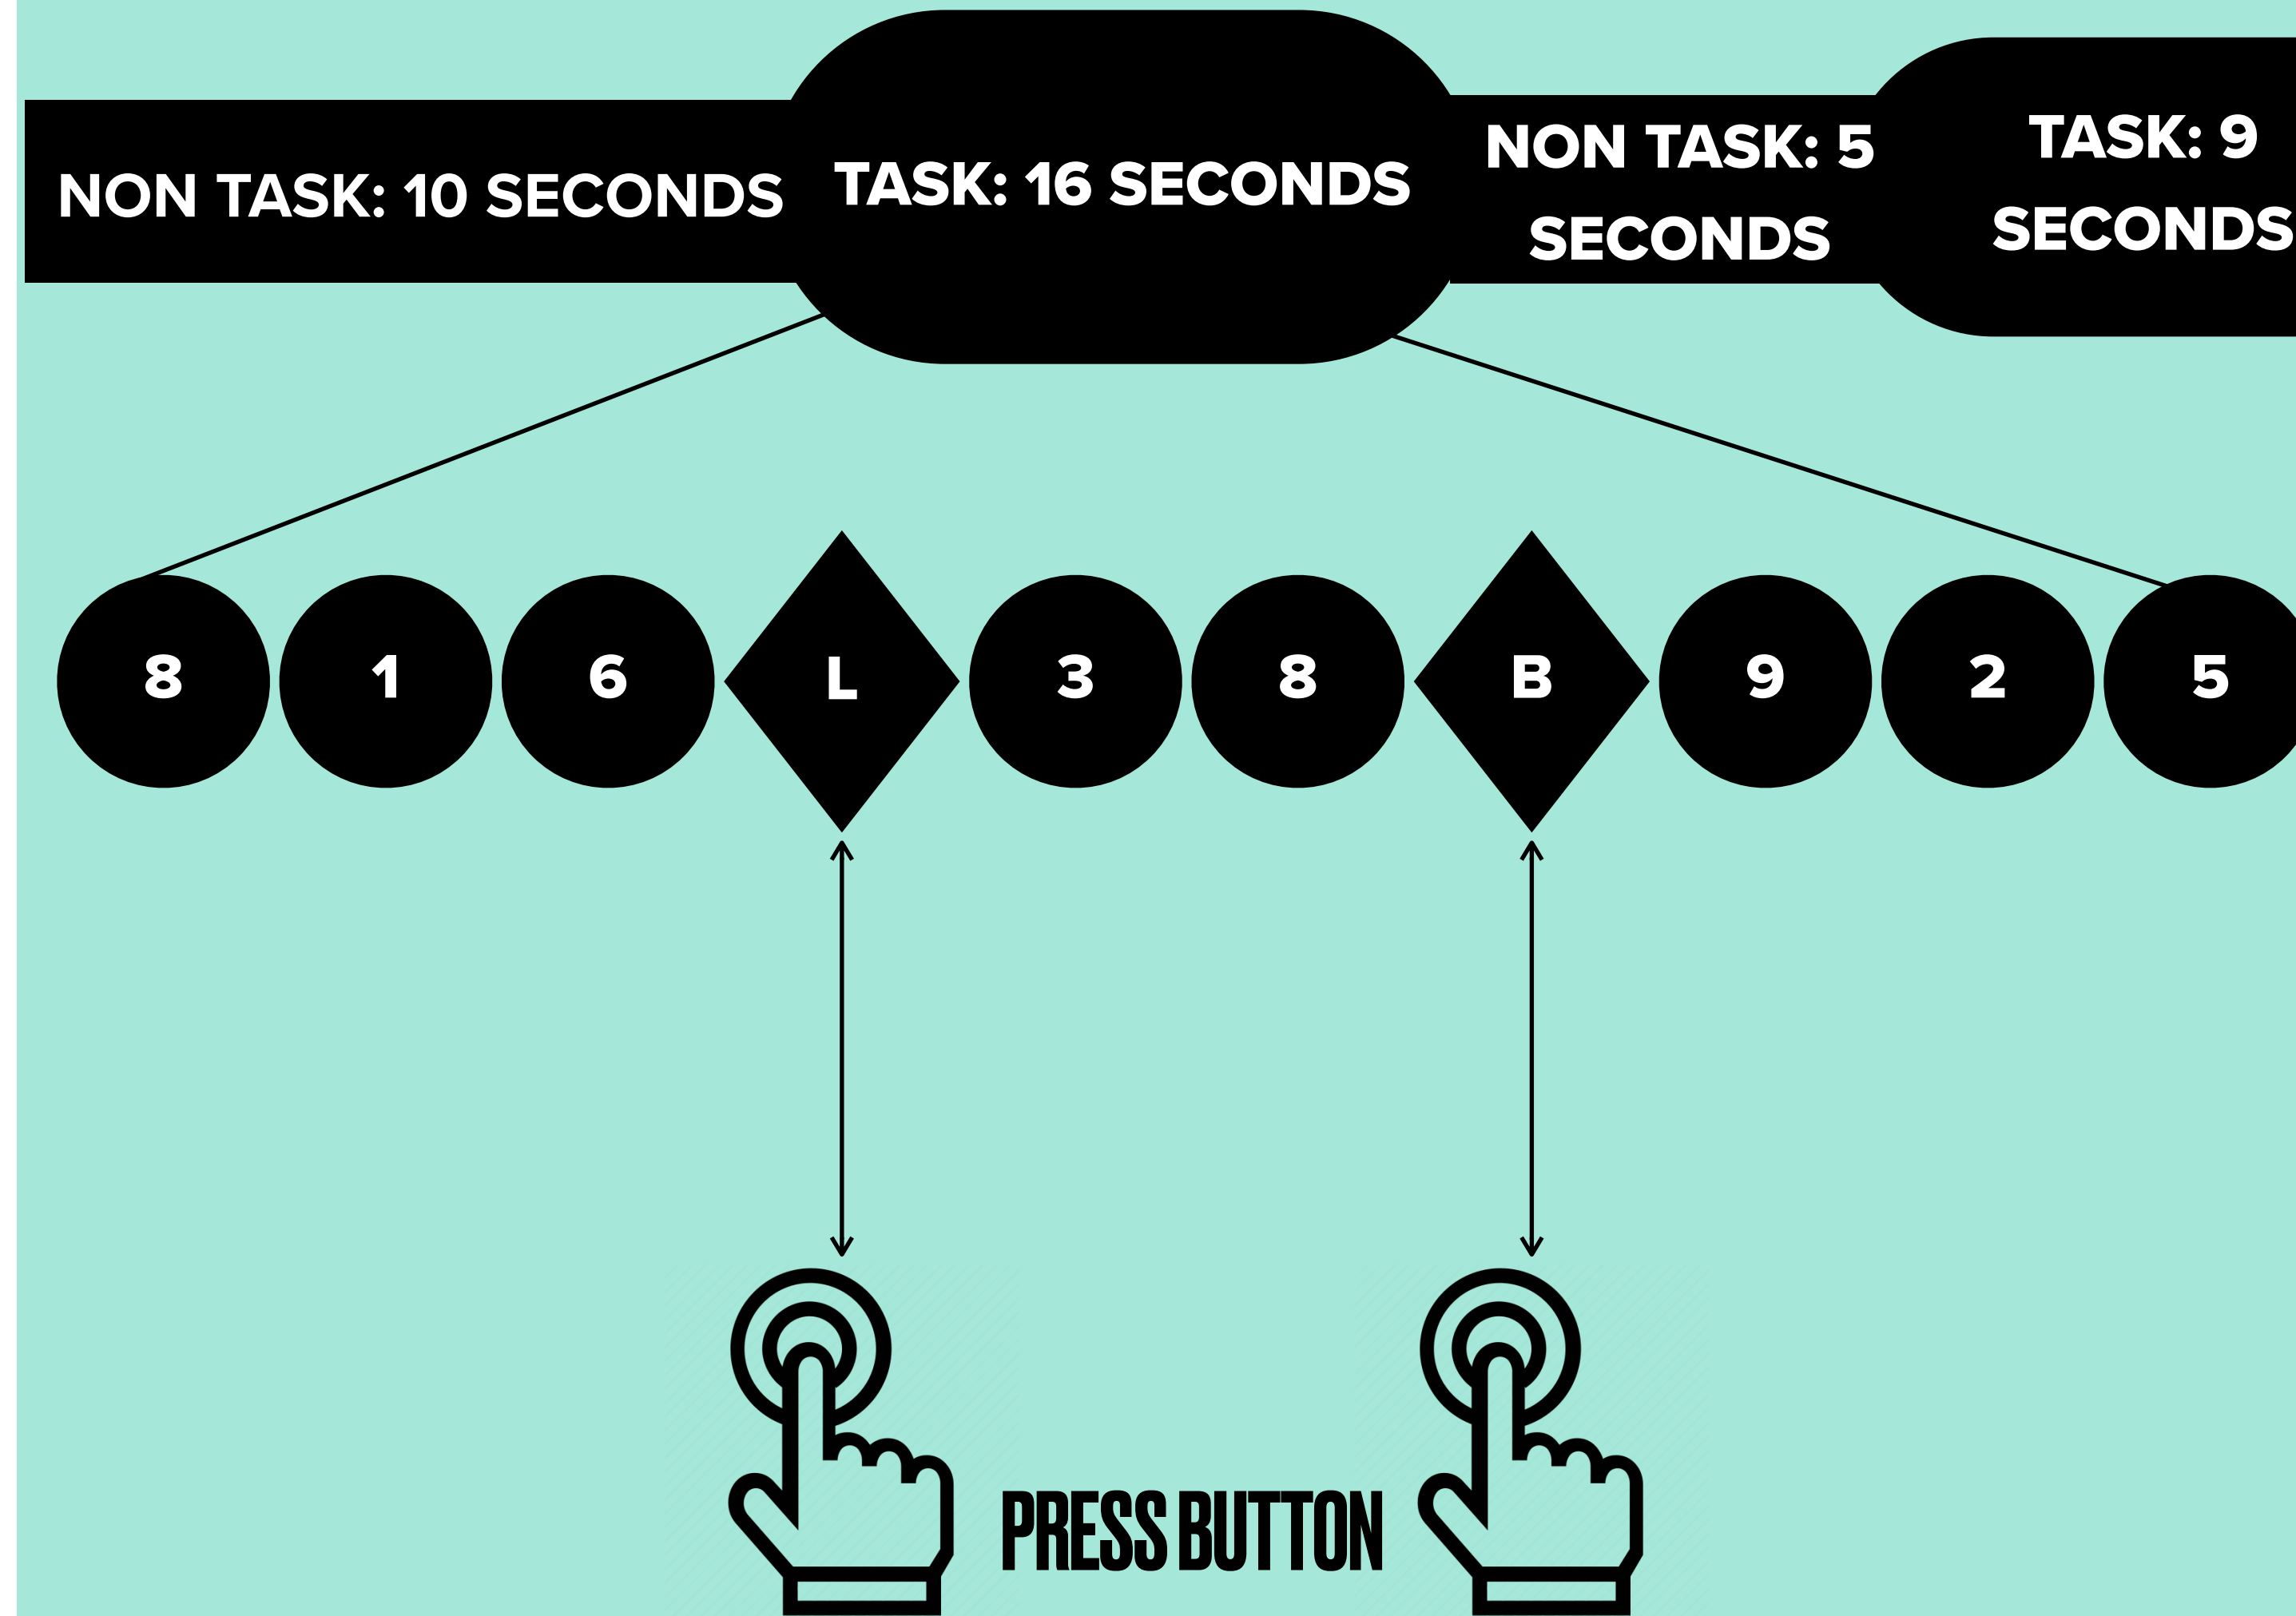 NON TASK: 10 SECONDS
TASK: 16 SECONDS
NON TASK: 5
SECONDS
TASK: 9
SECONDS
8 1 6 L 3 8 B 9 2 5
PRESS BUTTON